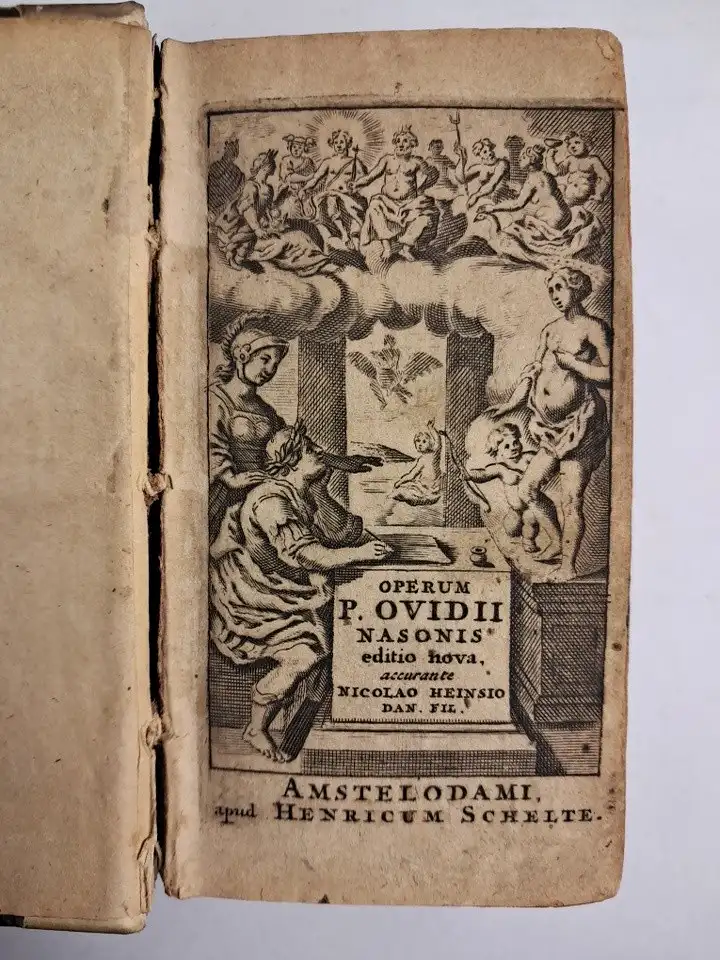 OPERUM
P. OVIDII
NASONIS
editio nova,
accurante
NICOLAO HEINSIO
DAN. FIL.
AMSTELODAMI,
apud HENRICUM SCHELTE.